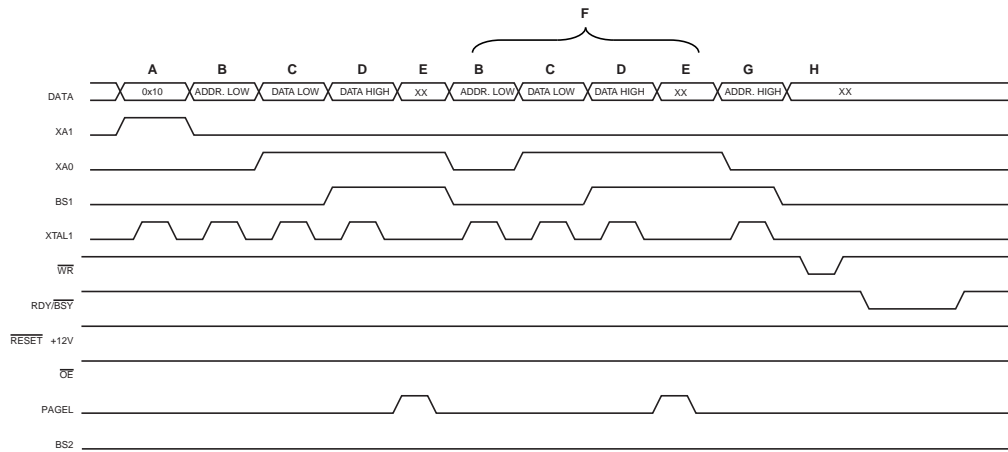 F
A B C D E B C D E G H
DATA 0x10 ADDR. LOW DATA LOW DATA HIGH XX ADDR. LOW DATA LOW DATA HIGH XX ADDR. HIGH XX
XA1
XA0
BS1
XTAL1
WR
RDY/BSY
RESET +12V
OE
PAGEL
BS2